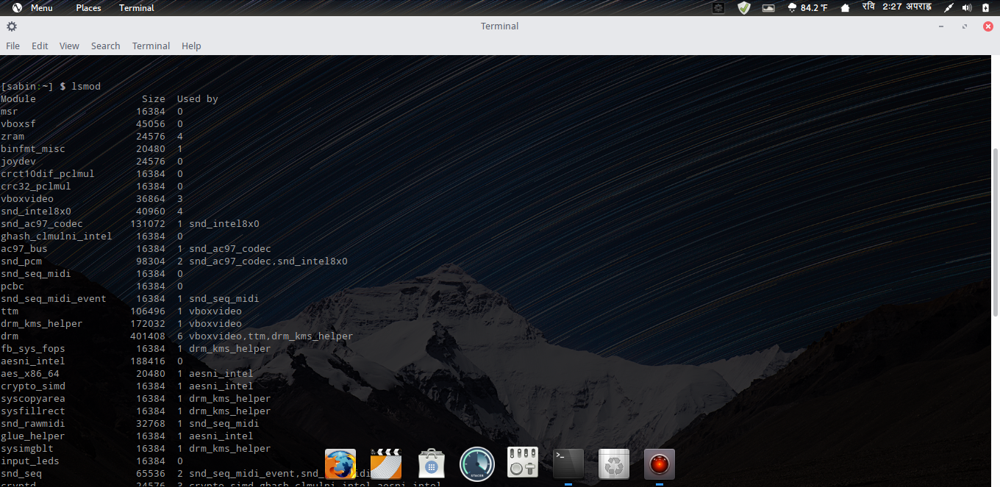 Menu Places Terminal 84.2 °F रवि 2:27 अपराह्न
Terminal
File Edit View Search Terminal Help
[sabin:~] $ lsmod
Module Size Used by
msr 16384 0
vboxsf 45056 0
zram 24576 4
binfmt_misc 20480 1
joydev 24576 0
crct10dif_pclmul 16384 0
crc32_pclmul 16384 0
vboxvideo 36864 3
snd_intel8x0 40960 4
snd_ac97_codec 131072 1 snd_intel8x0
ghash_clmulni_intel 16384 0
ac97_bus 16384 1 snd_ac97_codec
snd_pcm 98304 2 snd_ac97_codec,snd_intel8x0
snd_seq_midi 16384 0
pcbc 16384 0
snd_seq_midi_event 16384 1 snd_seq_midi
ttm 106496 1 vboxvideo
drm_kms_helper 172032 1 vboxvideo
drm 401408 6 vboxvideo,ttm,drm_kms_helper
fb_sys_fops 16384 1 drm_kms_helper
aesni_intel 188416 0
aes_x86_64 20480 1 aesni_intel
crypto_simd 16384 1 aesni_intel
syscopyarea 16384 1 drm_kms_helper
sysfillrect 16384 1 drm_kms_helper
snd_rawmidi 32768 1 snd_seq_midi
glue_helper 16384 1 aesni_intel
sysimgblt 16384 1 drm_kms_helper
input_leds 16384 0
snd_seq 65536 2 snd_seq_midi_event,snd_ idi
cryptd 24576 3 crypto_simd,ghash_clmulni_intel,aesni_intel
>_
STACER